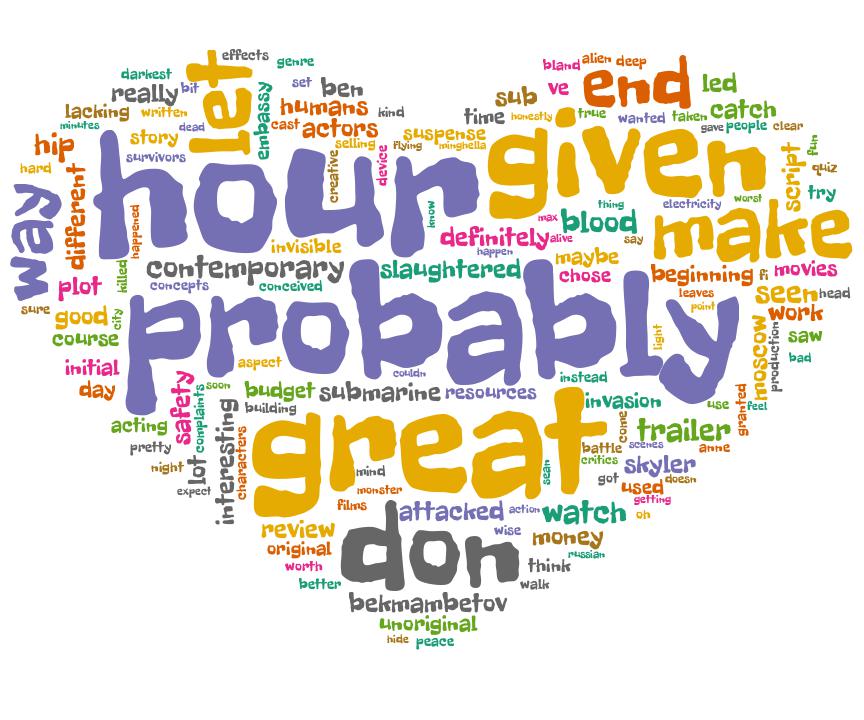 effects
genre
darkest
let
set
bland alien deep
really bit
ben
sub
ve
end
led
lacking written
embassy
humans
kind
time honestly true wanted taken catch
minutes
dead
cast actors
gave people clear
hip
story
selling flying suspense
minghella
given
script
fun
survivors
hour
creative
device
quiz
hard
worst
try
way
different
know
thing
electricity
happened
max
blood
make
invisible
definitely alive
say
happen
contemporary
slaughtered
maybe
plot
killed
concepts
conceived
chose
beginning fi movies
sure
probably
leaves
seen head
good
city
point
work
course
light
moscow
production
saw
initial
aspect
bad
day
couldn
safety
complaints
soon
instead
budget submarine resources
invasion
use
granted
feel
acting
building
great
come
trailer
pretty
interesting
characters
battle scenes
anne
night
lot
mind
sean
critics
skyler
expect
monster
got
used doesn
films
getting
attacked action
watch
oh
review
don
wise
money
original
russian
worth
think
better
walk
bekmambetov
unoriginal
hide peace